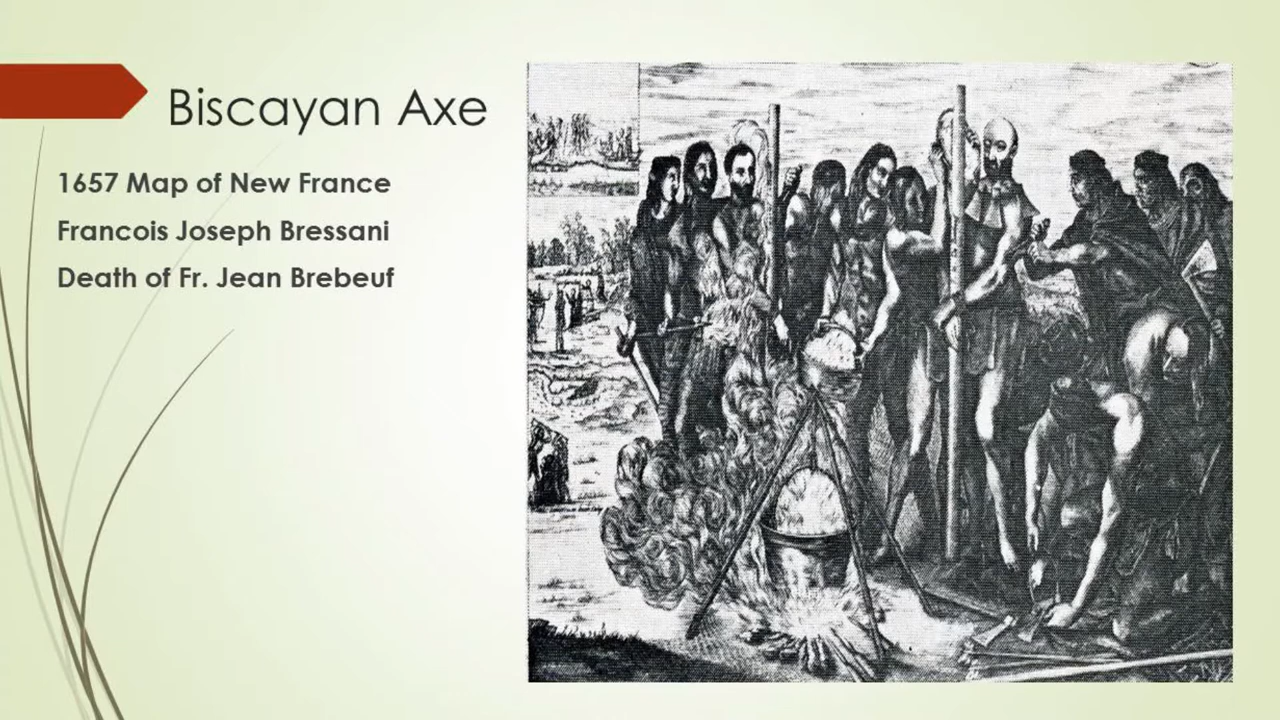 Biscayan Axe
1657 Map of New France
Francois Joseph Bressani
Death of Fr. Jean Brebeuf